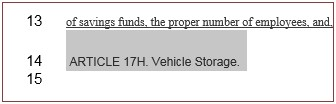 13 of savings funds, the proper number of employees, and,
14 ARTICLE 17H. Vehicle Storage.
15